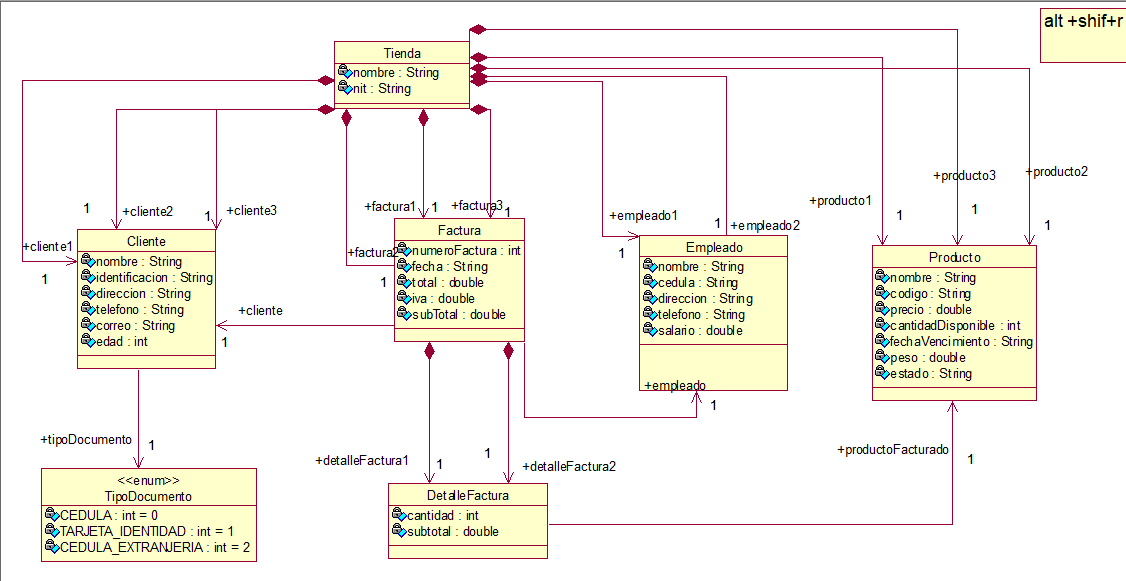 alt +shif+r
Tienda
nombre : String
nit : String
+producto1
1
+producto3
1
+producto2
1
+cliente1
1
1
+cliente2
1
+cliente3
+factura1
1
+factura3
1
+factura2
1
+empleado1
1
1
+empleado2
Cliente
nombre : String
identificacion : String
direccion : String
telefono : String
correo : String
edad : int
Factura
numeroFactura : int
fecha : String
total : double
iva : double
subTotal : double
Empleado
nombre : String
cedula : String
direccion : String
telefono : String
salario : double
Producto
nombre : String
codigo : String
precio : double
cantidadDisponible : int
fechaVencimiento : String
peso : double
estado : String
+cliente
1
+empleado
1
+tipoDocumento
1
+detalleFactura1
1
1
+detalleFactura2
+productoFacturado
1
<<enum>>
TipoDocumento
CEDULA : int = 0
TARJETA_IDENTIDAD : int = 1
CEDULA_EXTRANJERIA : int = 2
DetalleFactura
cantidad : int
subtotal : double